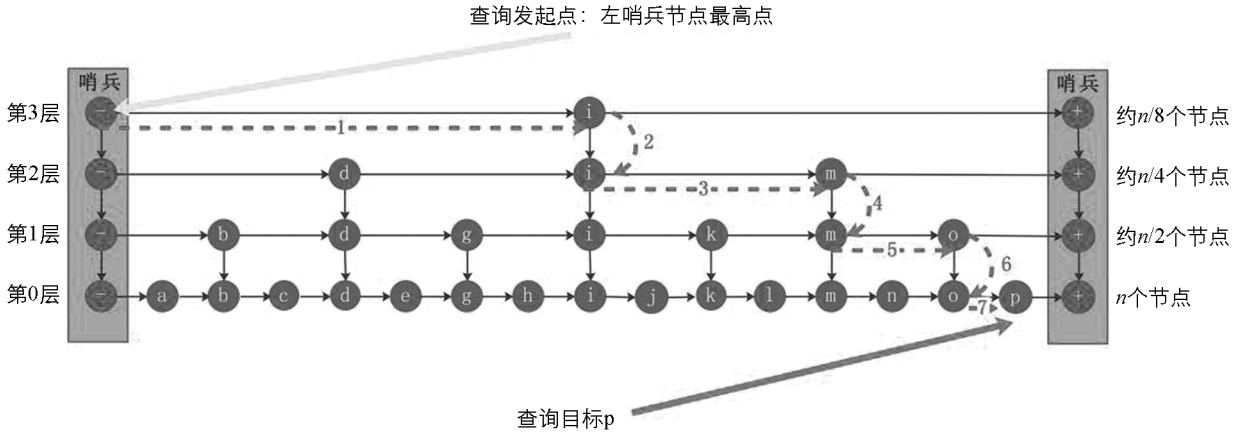 查询发起点：左哨兵节点最高点
哨兵
哨兵
第3层
-
i
+
约n/8个节点
1
2
第2层
-
d
i
m
+
约n/4个节点
3
4
第1层
-
b
d
g
i
k
m
o
+
约n/2个节点
5
6
第0层
-
a
b
c
d
e
g
h
i
j
k
l
m
n
o
p
+
n个节点
7
查询目标p